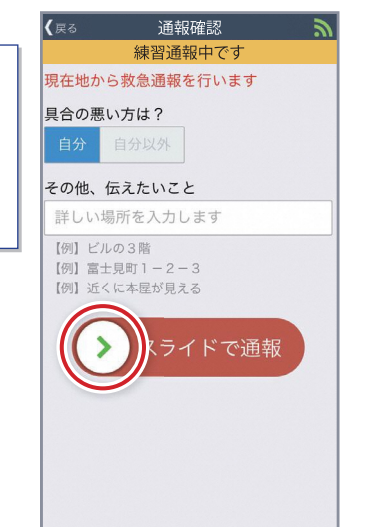 戻る
通報確認
練習通報中です
現在地から救急通報を行います
具合の悪い方は？
自分 自分以外
その他、伝えたいこと
詳しい場所を入力します
【例】ビルの３階
【例】富士見町１－２－３
【例】近くに本屋が見える
スライドで通報